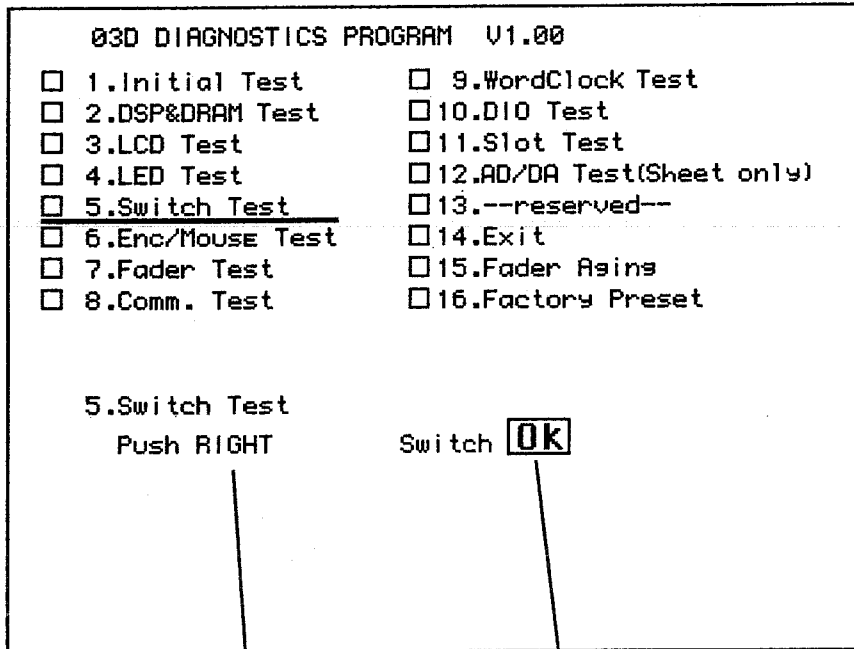 03D DIAGNOSTICS PROGRAM V1.00
1.Initial Test
2.DSP&DRAM Test
3.LCD Test
4.LED Test
5.Switch Test
6.Enc/Mouse Test
7.Fader Test
8.Comm. Test
9.WordClock Test
10.DIO Test
11.Slot Test
12.AD/DA Test(Sheet only)
13.--reserved--
14.Exit
15.Fader Aging
16.Factory Preset
5.Switch Test
Push RIGHT Switch Ok